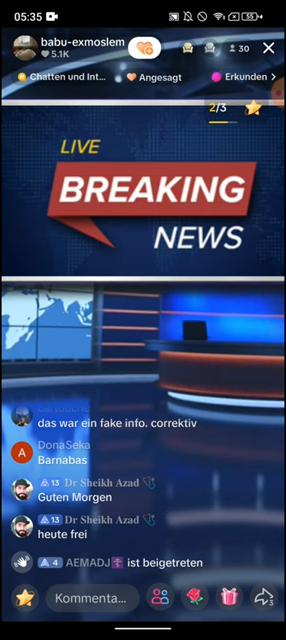 05:35
55
babu-exmoslem
5.1K
30
Chatten und Int...
Angesagt
Erkunden
2/3
LIVE
BREAKING
NEWS
das war ein fake info. correktiv
A
DonaSeka
Barnabas
13 Dr Sheikh Azad
Guten Morgen
13 Dr Sheikh Azad
heute frei
4 AEMADJ ist beigetreten
Kommenta...
3